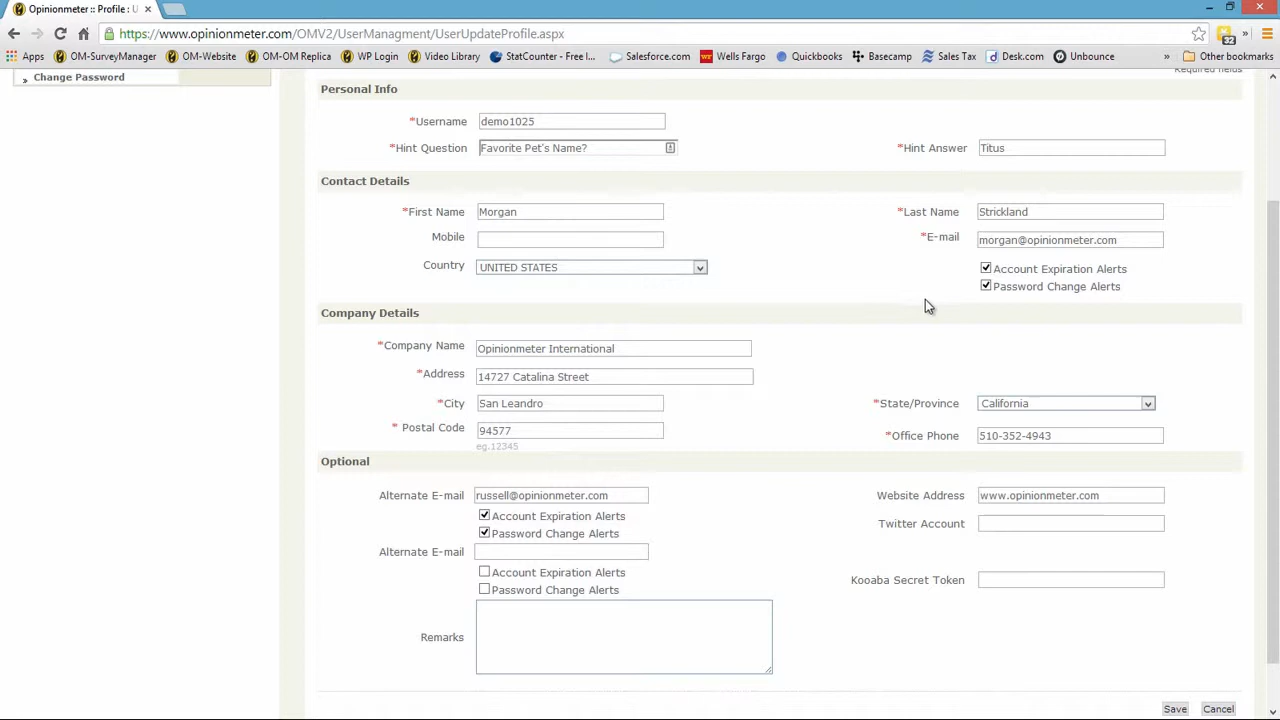 Opinionmeter :: Profile : U
https://www.opinionmeter.com/OMV2/UserManagment/UserUpdateProfile.aspx
92
Apps OM-SurveyManager OM-Website OM-OM Replica WP Login Video Library StatCounter - Free I... Salesforce.com Wells Fargo Quickbooks Basecamp Sales Tax Desk.com Unbounce » Other bookmarks
Change Password
Required fields
Personal Info
*Username demo1025
*Hint Question Favorite Pet's Name? *Hint Answer Titus
Contact Details
*First Name Morgan *Last Name Strickland
Mobile *E-mail morgan@opinionmeter.com
Country UNITED STATES Account Expiration Alerts
Password Change Alerts
Company Details
*Company Name Opinionmeter International
*Address 14727 Catalina Street
*City San Leandro *State/Province California
* Postal Code 94577 *Office Phone 510-352-4943
eg.12345
Optional
Alternate E-mail russell@opinionmeter.com Website Address www.opinionmeter.com
Account Expiration Alerts Twitter Account
Password Change Alerts
Alternate E-mail
Account Expiration Alerts Kooaba Secret Token
Password Change Alerts
Remarks
Save Cancel